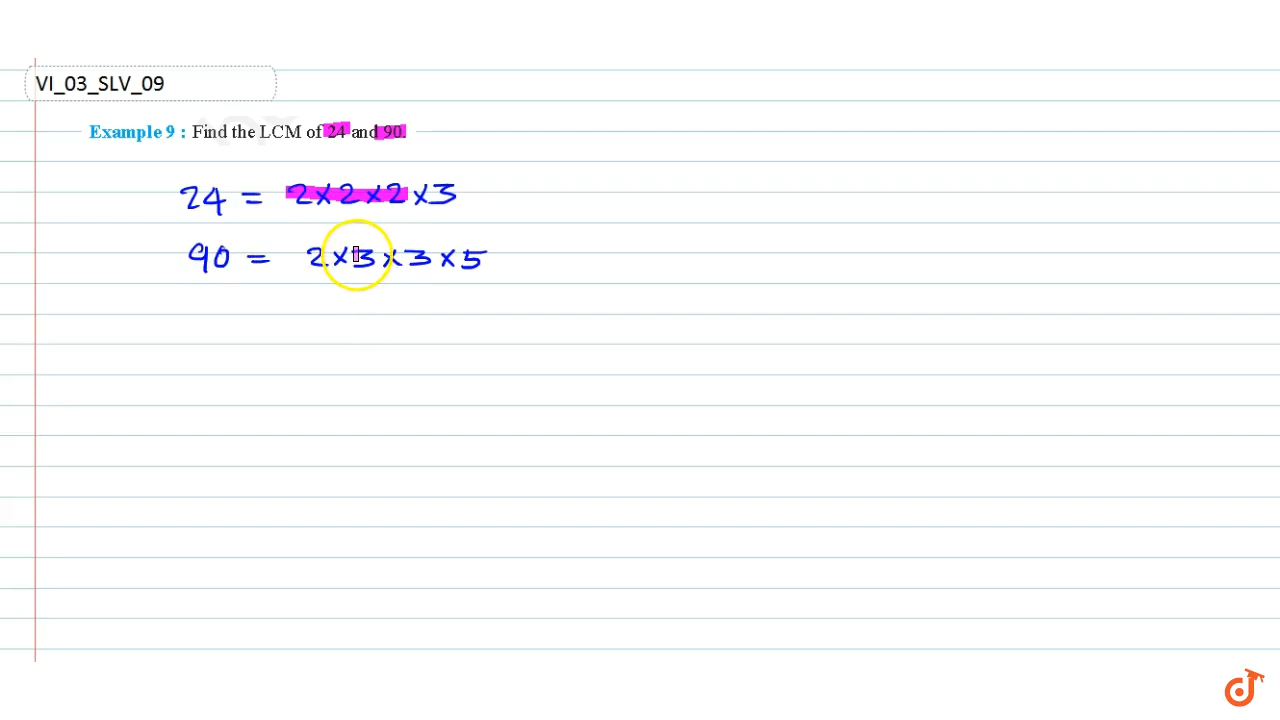 VI_03_SLV_09
Example 9 : Find the LCM of 24 and 90.
24 = 2×2×2×3
90 = 2×3×3×5